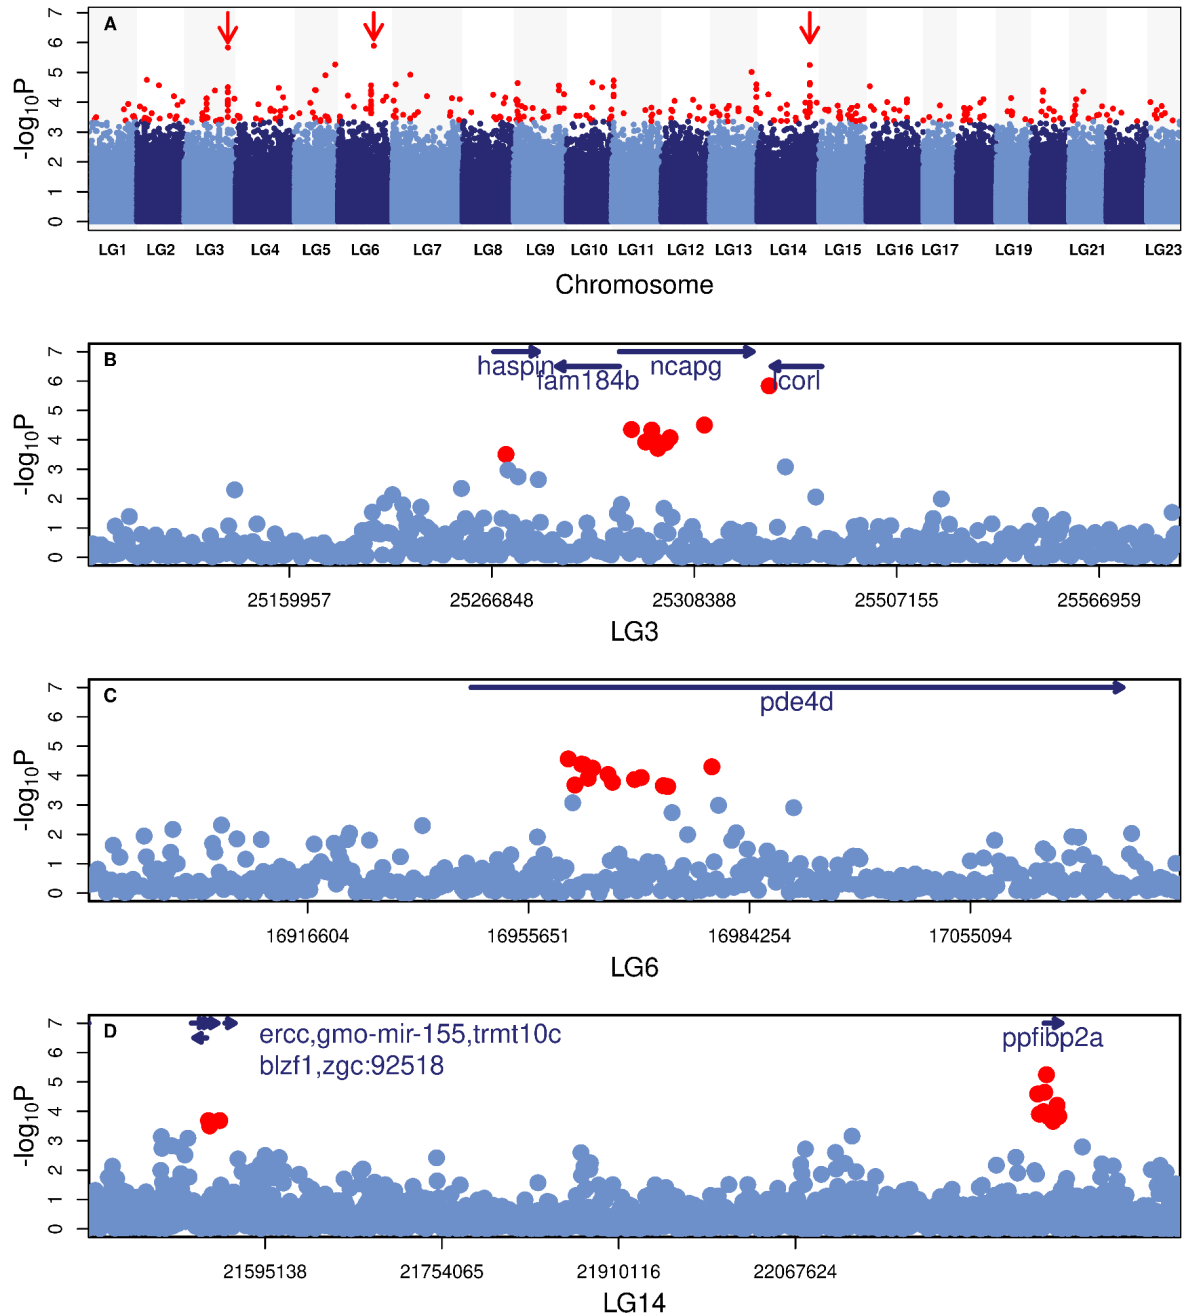 A
7
6
5
4
3
2
1
0
-log10P
LG1 LG2 LG3 LG4 LG5 LG6 LG7 LG8 LG9 LG10 LG11 LG12 LG13 LG14 LG15 LG16 LG17 LG19 LG21 LG23
Chromosome
B
7
6
5
4
3
2
1
0
-log10P
haspin ncapg
fam184b lcorl
25159957 25266848 25308388 25507155 25566959
LG3
C
7
6
5
4
3
2
1
0
-log10P
pde4d
16916604 16955651 16984254 17055094
LG6
D
7
6
5
4
3
2
1
0
-log10P
ercc,gmo-mir-155,trmt10c
blzf1,zgc:92518
ppfibp2a
21595138 21754065 21910116 22067624
LG14